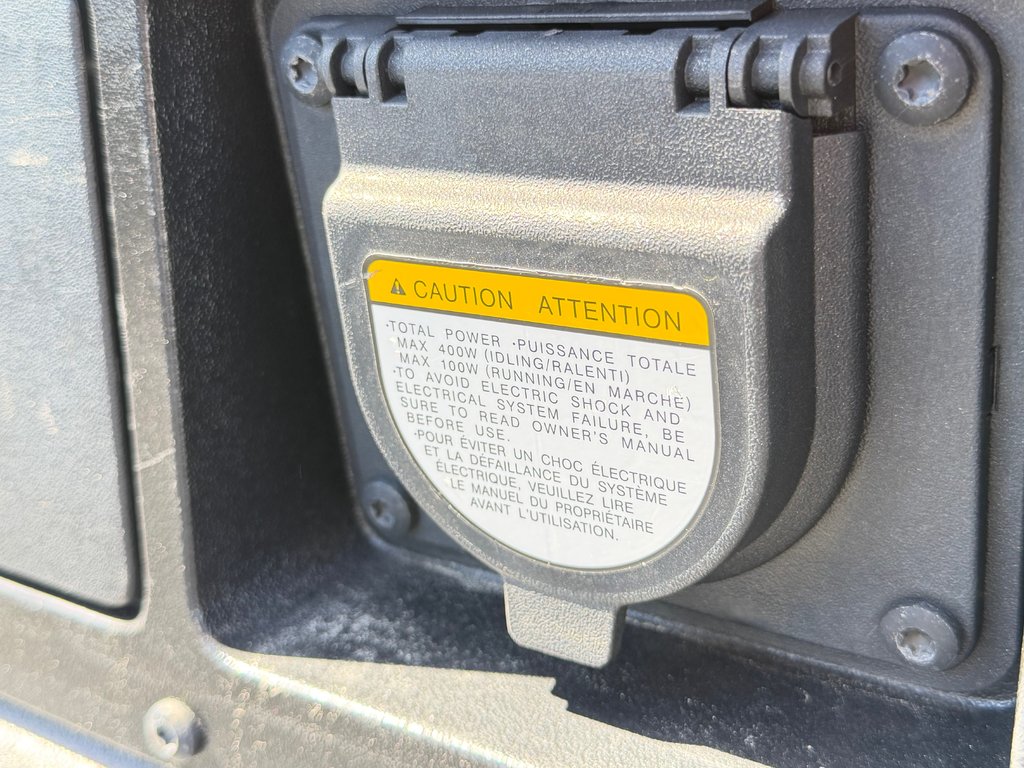 CAUTION ATTENTION
·TOTAL POWER ·PUISSANCE TOTALE
MAX 400W (IDLING/RALENTI)
MAX 100W (RUNNING/EN MARCHE)
·TO AVOID ELECTRIC SHOCK AND
ELECTRICAL SYSTEM FAILURE, BE
SURE TO READ OWNER'S MANUAL
BEFORE USE.
·POUR ÉVITER UN CHOC ÉLECTRIQUE
ET LA DÉFAILLANCE DU SYSTÈME
ÉLECTRIQUE, VEUILLEZ LIRE
LE MANUEL DU PROPRIÉTAIRE
AVANT L'UTILISATION.